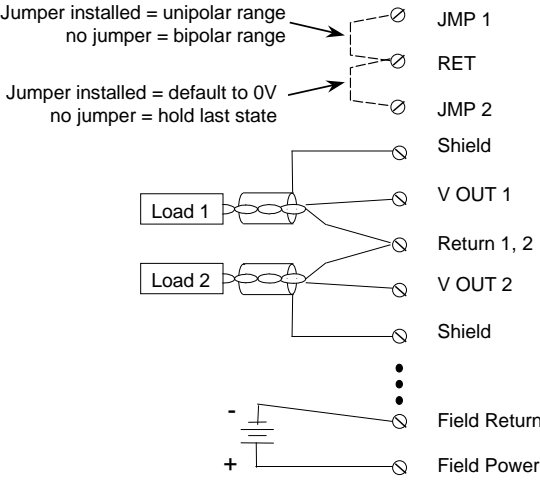 Jumper installed = unipolar range
no jumper = bipolar range
JMP 1
RET
Jumper installed = default to 0V
no jumper = hold last state
JMP 2
Shield
Load 1
V OUT 1
Return 1, 2
Load 2
V OUT 2
Shield
-
Field Return
+
Field Power